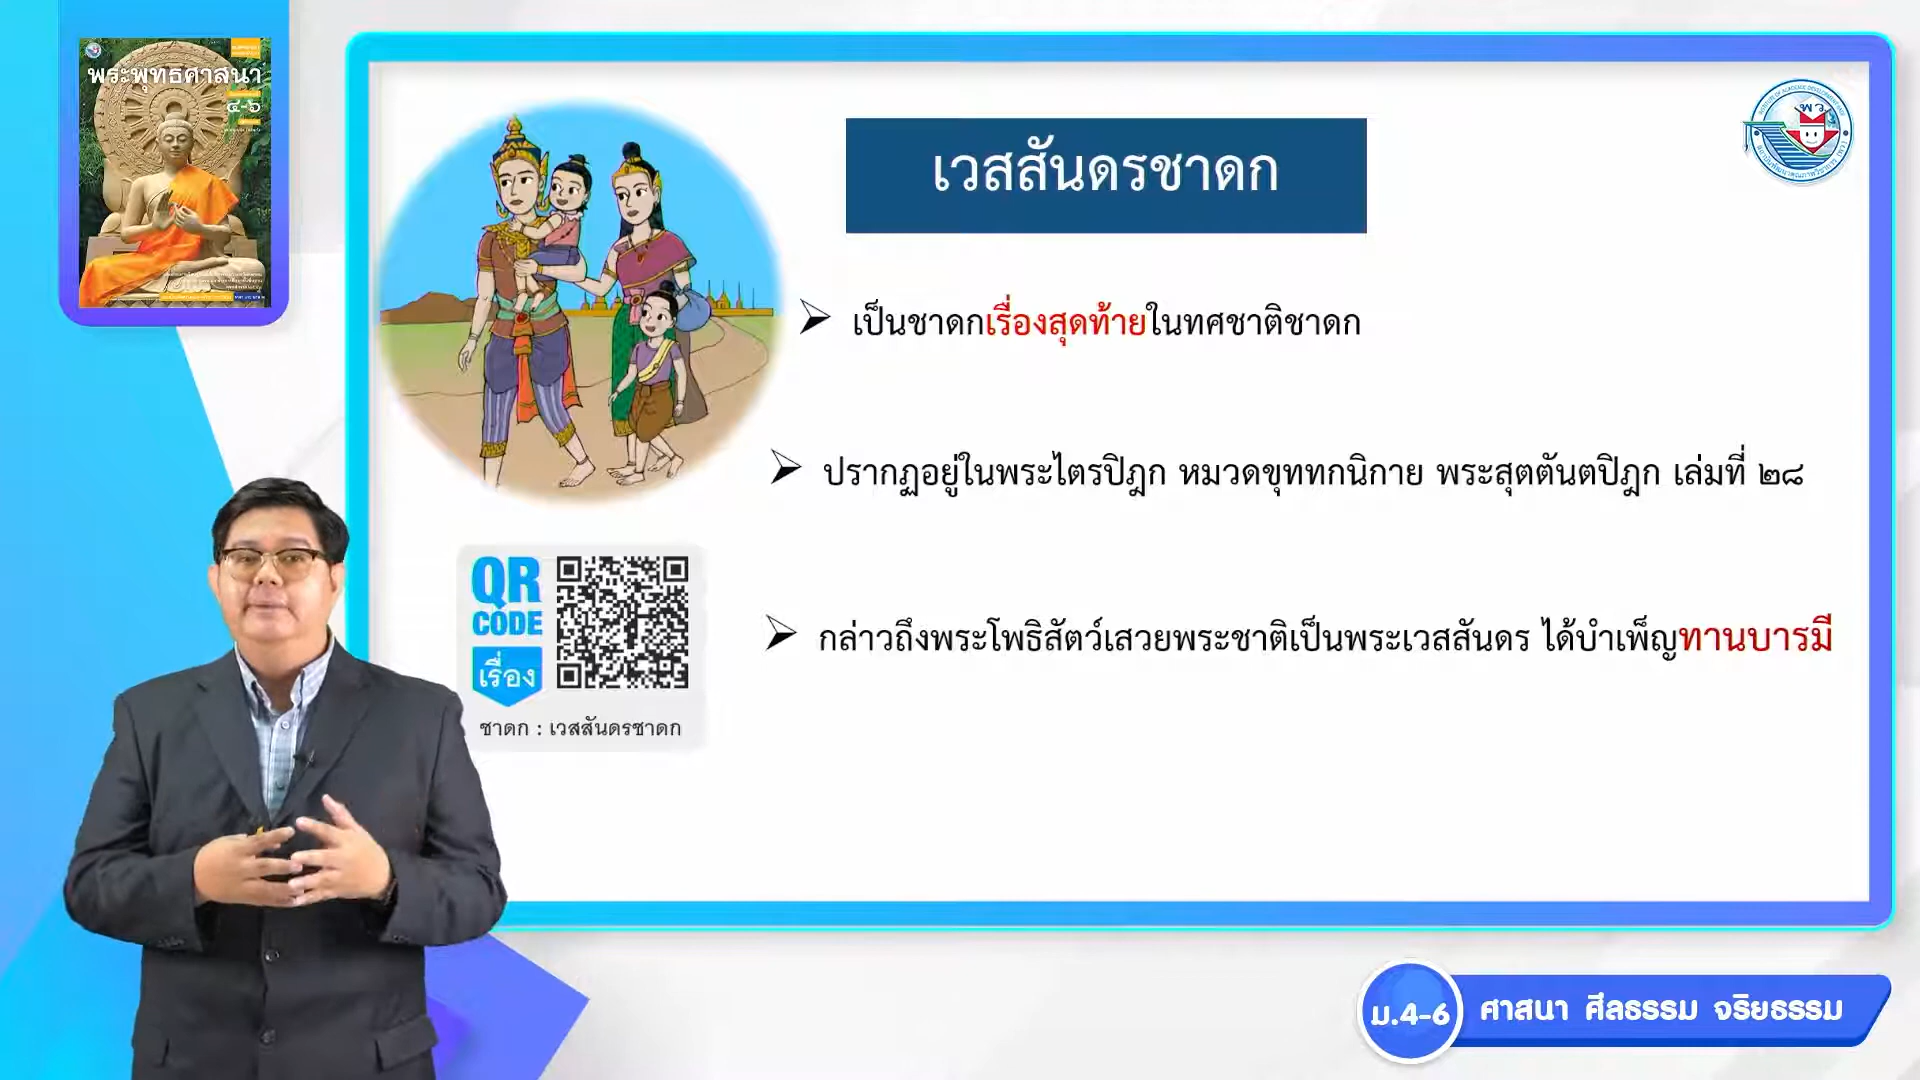 พระพุทธศาสนา
๔-๖
พว.
เวสสันดรชาดก
เป็นชาดกเรื่องสุดท้ายในทศชาติชาดก
ปรากฏอยู่ในพระไตรปิฎก หมวดขุททกนิกาย พระสุตตันตปิฎก เล่มที่ ๒๘
กล่าวถึงพระโพธิสัตว์เสวยพระชาติเป็นพระเวสสันดร ได้บำเพ็ญทานบารมี
QR
CODE
เรื่อง
ชาดก : เวสสันดรชาดก
ม.4-6 ศาสนา ศีลธรรม จริยธรรม